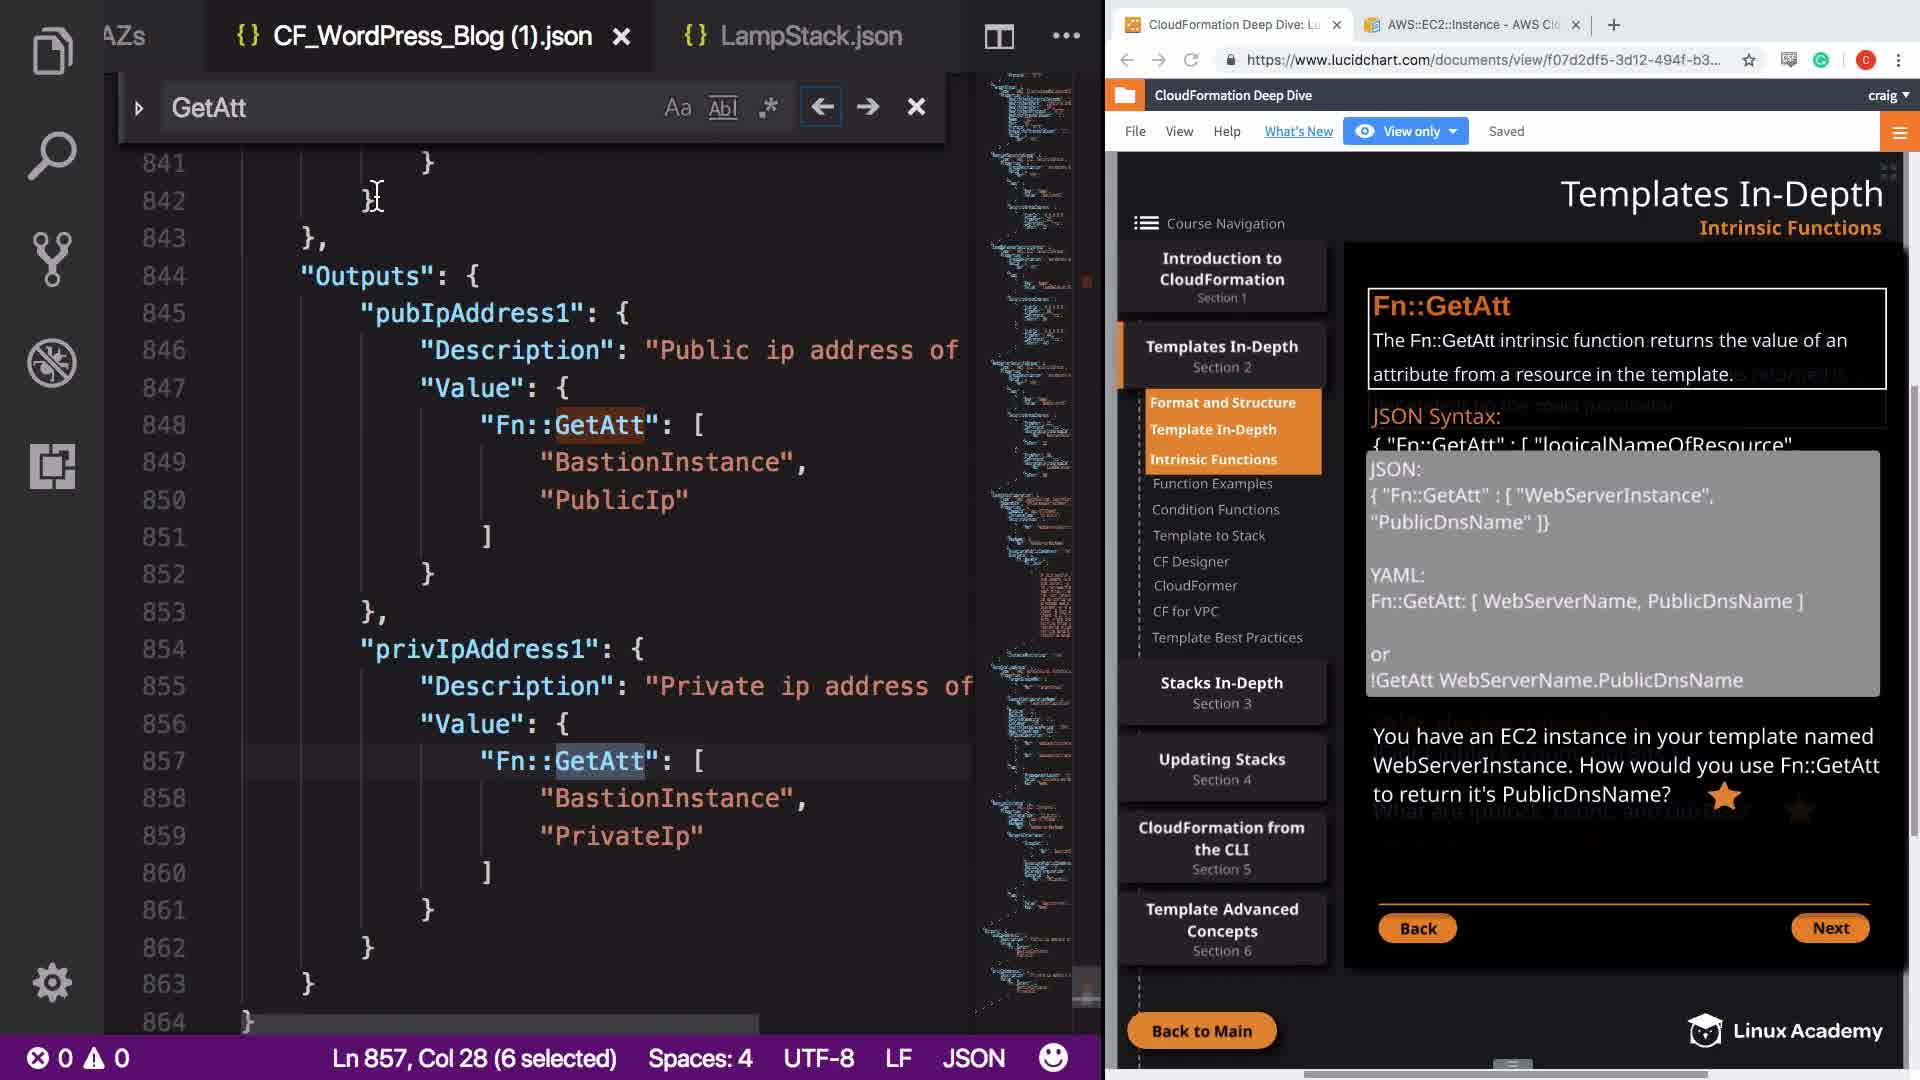 AZs
{} CF_WordPress_Blog (1).json
{} LampStack.json
GetAtt
Aa Abl .*
841 }
842 }
843 },
844 "Outputs": {
845 "pubIpAddress1": {
846 "Description": "Public ip address of
847 "Value": {
848 "Fn::GetAtt": [
849 "BastionInstance",
850 "PublicIp"
851 ]
852 }
853 },
854 "privIpAddress1": {
855 "Description": "Private ip address of
856 "Value": {
857 "Fn::GetAtt": [
858 "BastionInstance",
859 "PrivateIp"
860 ]
861 }
862 }
863 }
864 }
0 0 Ln 857, Col 28 (6 selected) Spaces: 4 UTF-8 LF JSON
CloudFormation Deep Dive: Lu
AWS::EC2::Instance - AWS Clo
https://www.lucidchart.com/documents/view/f07d2df5-3d12-494f-b3...
C
CloudFormation Deep Dive
craig
File View Help What's New View only Saved
Templates In-Depth
Intrinsic Functions
Course Navigation
Introduction to
CloudFormation
Section 1
Templates In-Depth
Section 2
Format and Structure
Template In-Depth
Intrinsic Functions
Function Examples
Condition Functions
Template to Stack
CF Designer
CloudFormer
CF for VPC
Template Best Practices
Stacks In-Depth
Section 3
Updating Stacks
Section 4
CloudFormation from
the CLI
Section 5
Template Advanced
Concepts
Section 6
Back to Main
Fn::GetAtt
The Fn::GetAtt intrinsic function returns the value of an
attribute from a resource in the template.
JSON Syntax:
{ "Fn::GetAtt" : [ "logicalNameOfResource"
JSON:
{ "Fn::GetAtt" : [ "WebServerInstance",
"PublicDnsName" ]}
YAML:
Fn::GetAtt: [ WebServerName, PublicDnsName ]
or
!GetAtt WebServerName.PublicDnsName
You have an EC2 instance in your template named
WebServerInstance. How would you use Fn::GetAtt
to return it's PublicDnsName?
Back
Next
Linux Academy